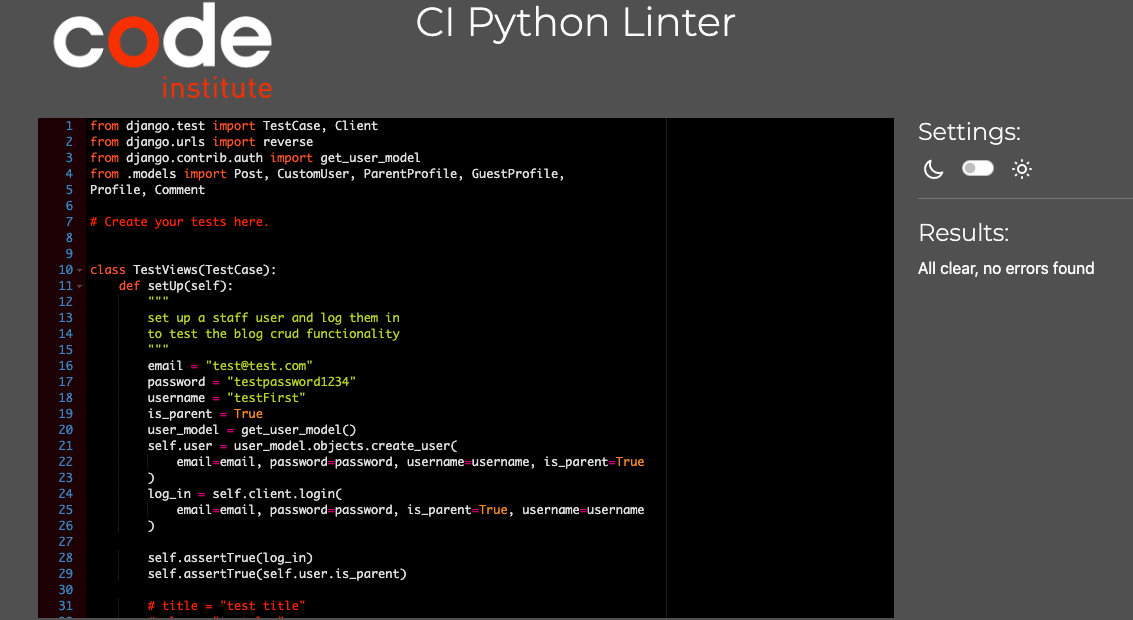 code
institute
CI Python Linter
1 from django.test import TestCase, Client
2 from django.urls import reverse
3 from django.contrib.auth import get_user_model
4 from .models import Post, CustomUser, ParentProfile, GuestProfile,
5 Profile, Comment
6
7 # Create your tests here.
8
9
10 class TestViews(TestCase):
11     def setUp(self):
12         """
13         set up a staff user and log them in
14         to test the blog crud functionality
15         """
16         email = "test@test.com"
17         password = "testpassword1234"
18         username = "testFirst"
19         is_parent = True
20         user_model = get_user_model()
21         self.user = user_model.objects.create_user(
22             email=email, password=password, username=username, is_parent=True
23         )
24         log_in = self.client.login(
25             email=email, password=password, is_parent=True, username=username
26         )
27
28         self.assertTrue(log_in)
29         self.assertTrue(self.user.is_parent)
30
31         # title = "test title"
Settings:
Results:
All clear, no errors found